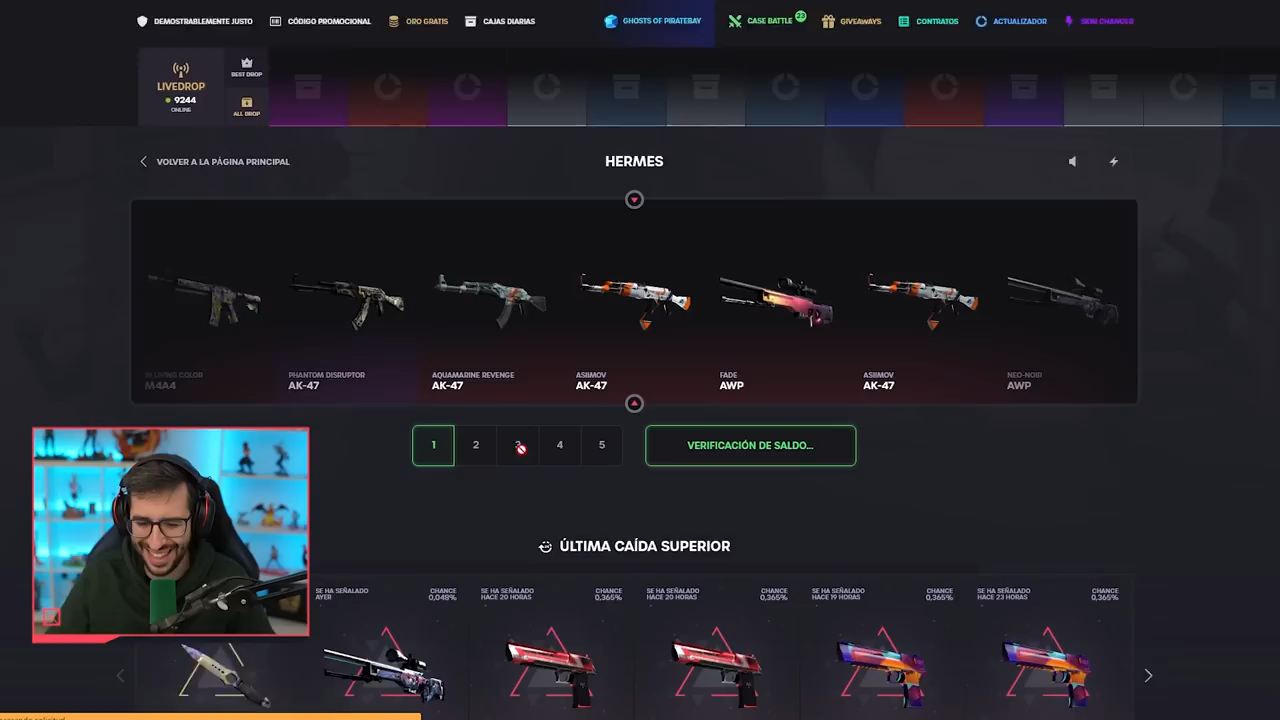 DEMOSTRABLEMENTE JUSTO
CÓDIGO PROMOCIONAL
ORO GRATIS
CAJAS DIARIAS
GHOSTS OF PIRATEBAY
CASE BATTLE
23
GIVEAWAYS
CONTRATOS
ACTUALIZADOR
LIVEDROP
9244
ONLINE
BEST DROP
ALL DROP
VOLVER A LA PÁGINA PRINCIPAL
HERMES
IN LIVING COLOR
M4A4
PHANTOM DISRUPTOR
AK-47
AQUAMARINE REVENGE
AK-47
ASIIMOV
AK-47
FADE
AWP
ASIIMOV
AK-47
NEO-NOIR
AWP
1
2
3
4
5
VERIFICACIÓN DE SALDO...
ÚLTIMA CAÍDA SUPERIOR
SE HA SEÑALADO
AYER
CHANCE
0,048%
SE HA SEÑALADO
HACE 20 HORAS
CHANCE
0,365%
SE HA SEÑALADO
HACE 20 HORAS
CHANCE
0,365%
SE HA SEÑALADO
HACE 19 HORAS
CHANCE
0,365%
SE HA SEÑALADO
HACE 23 HORAS
CHANCE
0,365%